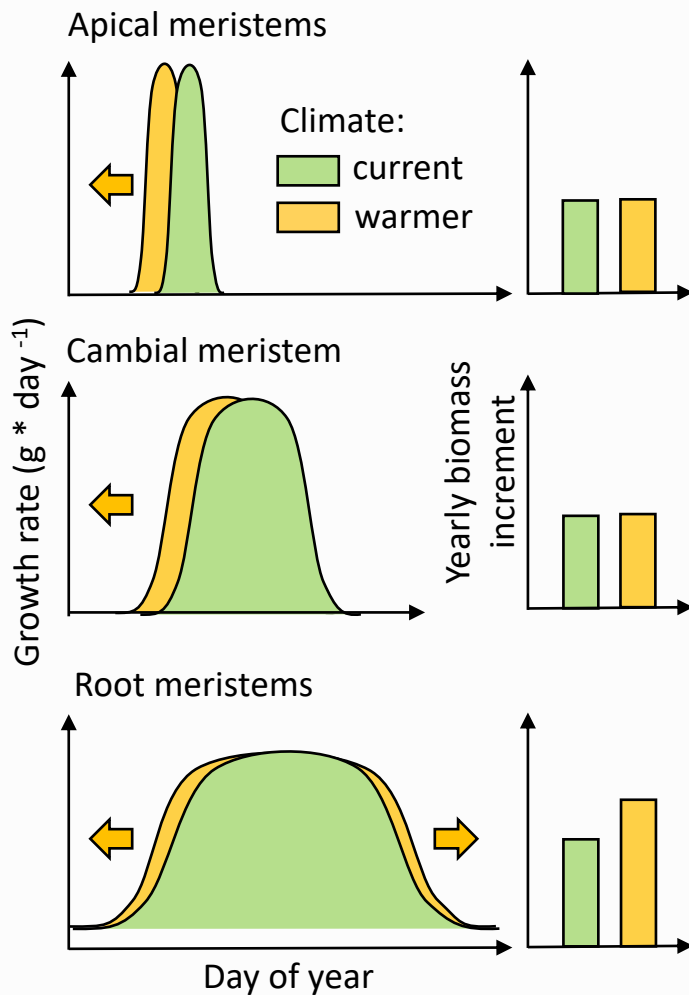 Apical meristems
Climate:
current
warmer
Cambial meristem
Growth rate (g * day -1)
Yearly biomass
increment
Root meristems
Day of year